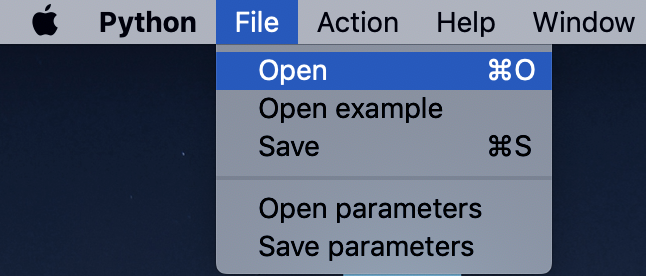 Python File Action Help Window
Open ⌘O
Open example
Save ⌘S
Open parameters
Save parameters